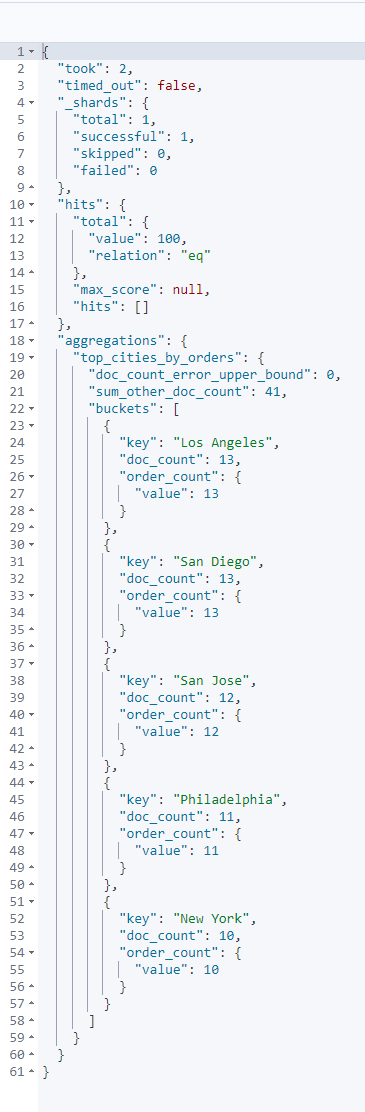 1 {
2   "took": 2,
3   "timed_out": false,
4   "_shards": {
5     "total": 1,
6     "successful": 1,
7     "skipped": 0,
8     "failed": 0
9   },
10   "hits": {
11     "total": {
12       "value": 100,
13       "relation": "eq"
14     },
15     "max_score": null,
16     "hits": []
17   },
18   "aggregations": {
19     "top_cities_by_orders": {
20       "doc_count_error_upper_bound": 0,
21       "sum_other_doc_count": 41,
22       "buckets": [
23         {
24           "key": "Los Angeles",
25           "doc_count": 13,
26           "order_count": {
27             "value": 13
28           }
29         },
30         {
31           "key": "San Diego",
32           "doc_count": 13,
33           "order_count": {
34             "value": 13
35           }
36         },
37         {
38           "key": "San Jose",
39           "doc_count": 12,
40           "order_count": {
41             "value": 12
42           }
43         },
44         {
45           "key": "Philadelphia",
46           "doc_count": 11,
47           "order_count": {
48             "value": 11
49           }
50         },
51         {
52           "key": "New York",
53           "doc_count": 10,
54           "order_count": {
55             "value": 10
56           }
57         }
58       ]
59     }
60   }
61 }